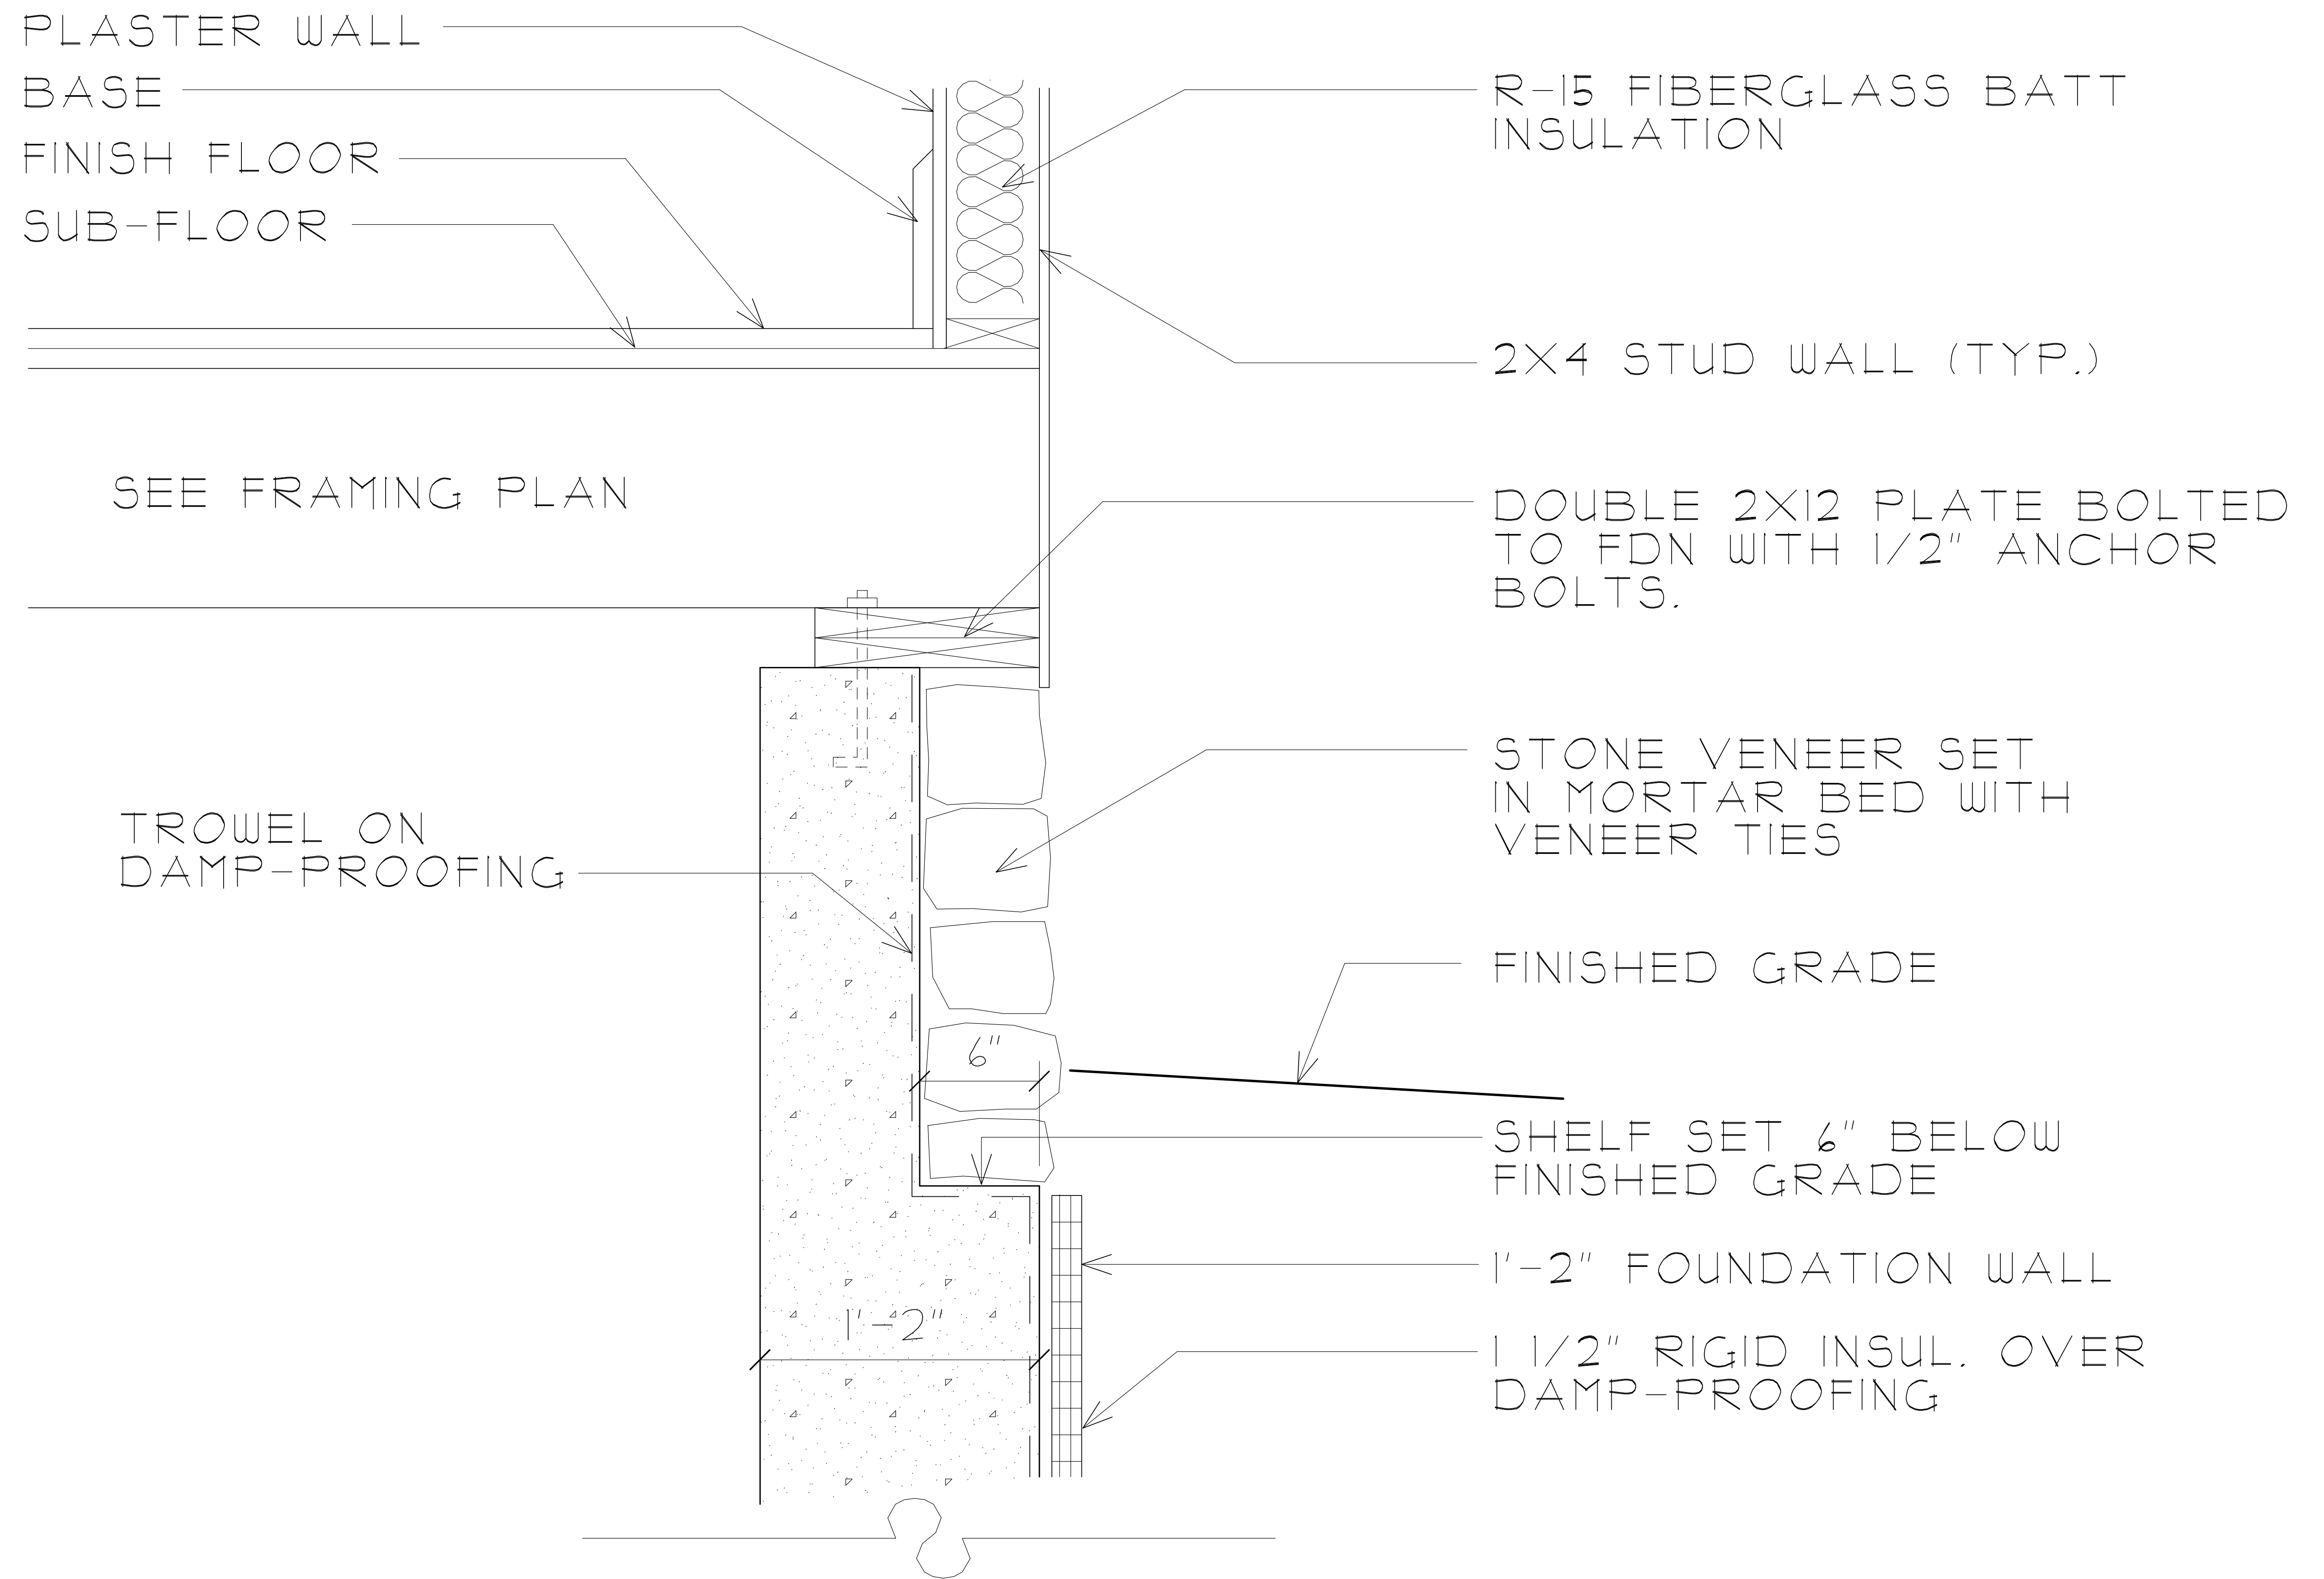 PLASTER WALL
BASE
FINISH FLOOR
SUB-FLOOR
R-15 FIBERGLASS BATT
INSULATION
2X4 STUD WALL (TYP.)
SEE FRAMING PLAN
DOUBLE 2X12 PLATE BOLTED
TO FDN WITH 1/2" ANCHOR
BOLTS.
STONE VENEER SET
IN MORTAR BED WITH
VENEER TIES
TROWEL ON
DAMP-PROOFING
FINISHED GRADE
6"
SHELF SET 6" BELOW
FINISHED GRADE
1'-2" FOUNDATION WALL
1'-2"
1 1/2" RIGID INSUL. OVER
DAMP-PROOFING